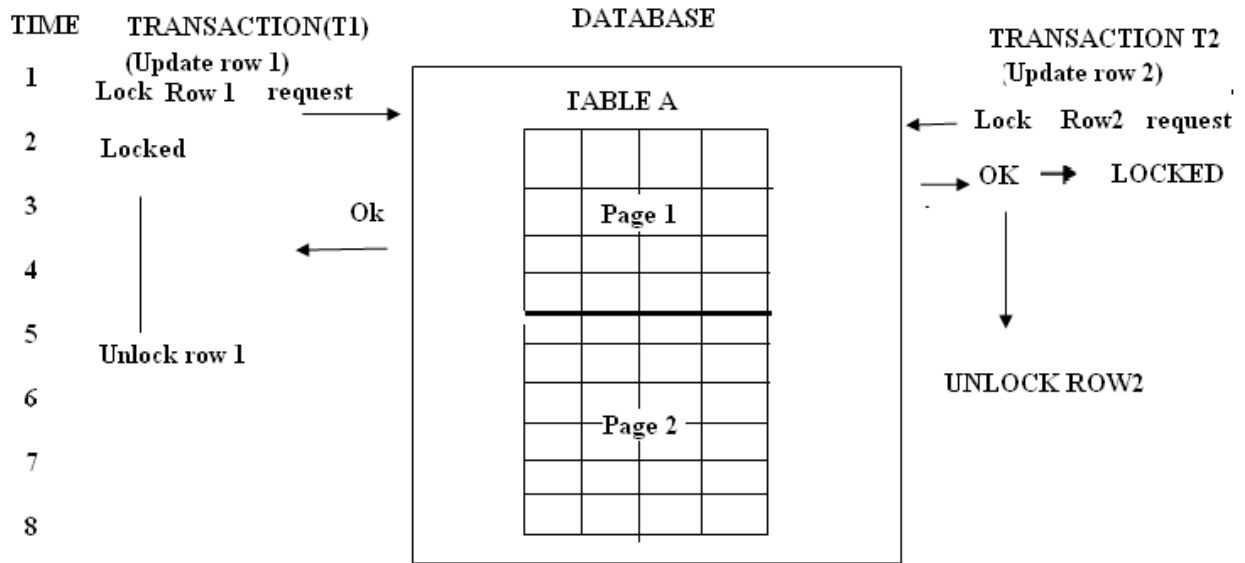 TIME
TRANSACTION(T1)
(Update row 1)
1
Lock Row 1 request
2
Locked
3
Ok
4
5
Unlock row 1
6
7
8
DATABASE
TABLE A
Page 1
Page 2
TRANSACTION T2
(Update row 2)
Lock Row2 request
OK LOCKED
UNLOCK ROW2